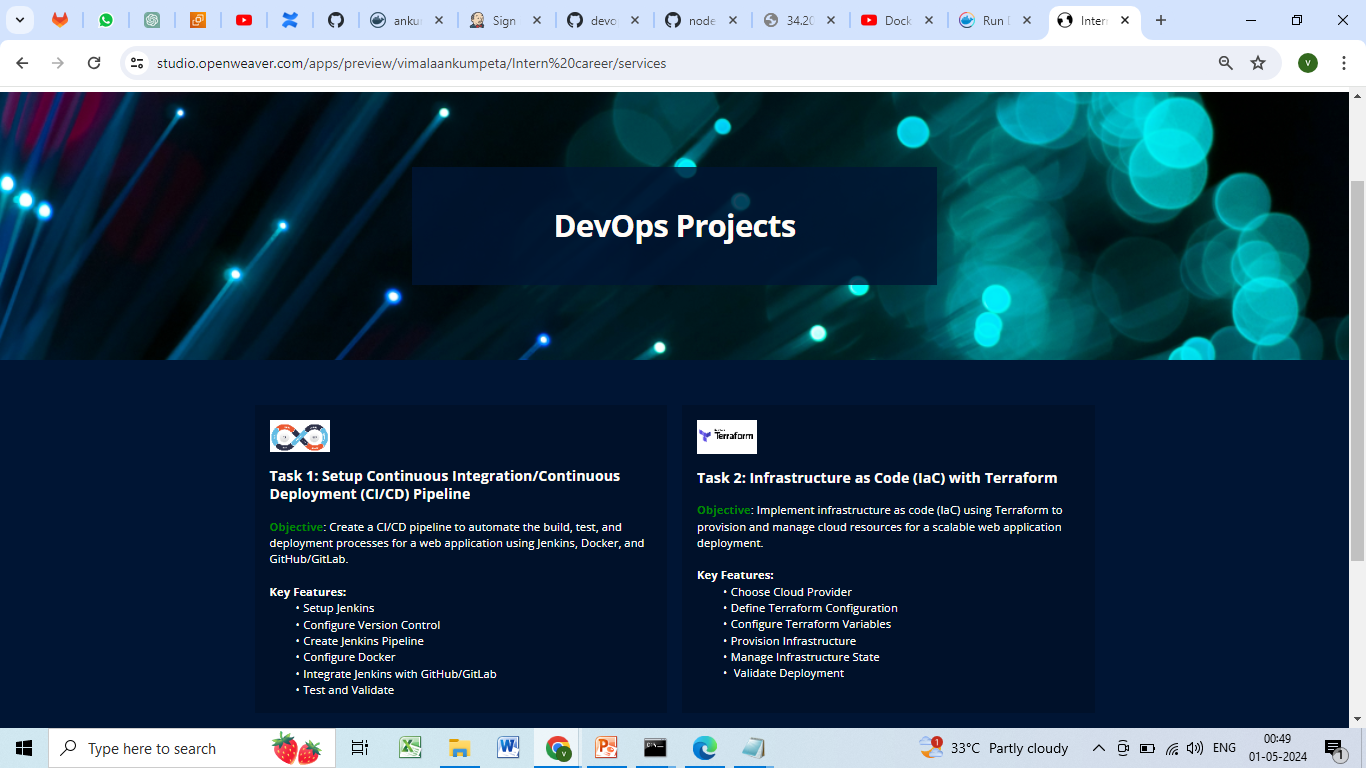 anku
Sign
devo
node
34.20
Dock
Run D
Inter
studio.openweaver.com/apps/preview/vimalaankumpeta/Intern%20career/services
V
DevOps Projects
Terraform
Task 1: Setup Continuous Integration/Continuous
Deployment (CI/CD) Pipeline
Objective: Create a CI/CD pipeline to automate the build, test, and
deployment processes for a web application using Jenkins, Docker, and
GitHub/GitLab.
Key Features:
• Setup Jenkins
• Configure Version Control
• Create Jenkins Pipeline
• Configure Docker
• Integrate Jenkins with GitHub/GitLab
• Test and Validate
Task 2: Infrastructure as Code (IaC) with Terraform
Objective: Implement infrastructure as code (IaC) using Terraform to
provision and manage cloud resources for a scalable web application
deployment.
Key Features:
• Choose Cloud Provider
• Define Terraform Configuration
• Configure Terraform Variables
• Provision Infrastructure
• Manage Infrastructure State
• Validate Deployment
Type here to search
1
33°C Partly cloudy
ENG
00:49
01-05-2024
1